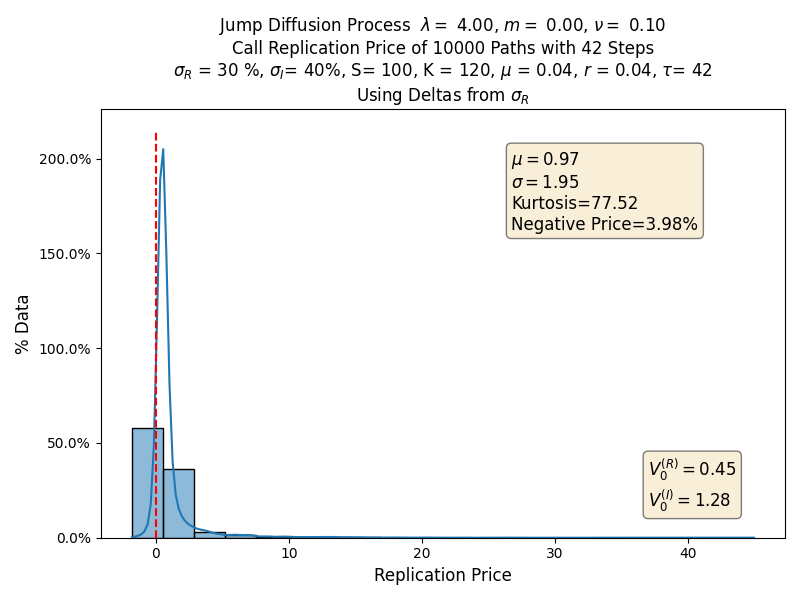 Jump Diffusion Process λ = 4.00, m = 0.00, ν = 0.10
Call Replication Price of 10000 Paths with 42 Steps
σ_R = 30 %, σ_I= 40%, S= 100, K = 120, μ = 0.04, r = 0.04, τ= 42
Using Deltas from σ_R
μ = 0.97
σ = 1.95
Kurtosis=77.52
Negative Price=3.98%
200.0%
150.0%
100.0%
50.0%
0.0%
% Data
V_0^(R) = 0.45
V_0^(I) = 1.28
0 10 20 30 40
Replication Price